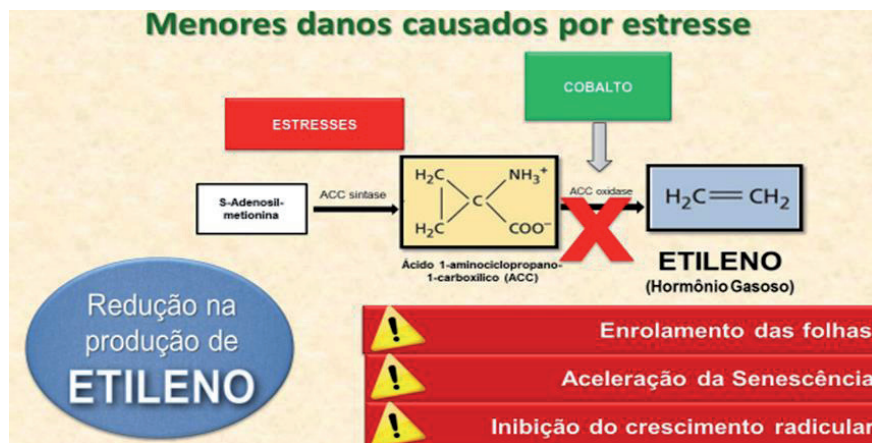 Menores danos causados por estresse
COBALTO
ESTRESSES
S-Adenosil-
metionina
ACC sintase
H₂C
H₂C
C
NH₃⁺
COO⁻
Ácido 1-aminociclopropano-
1-carboxílico (ACC)
ACC oxidase
H₂C=CH₂
ETILENO
(Hormônio Gasoso)
Redução na
produção de
ETILENO
Enrolamento das folhas
Aceleração da Senescência
Inibição do crescimento radicular